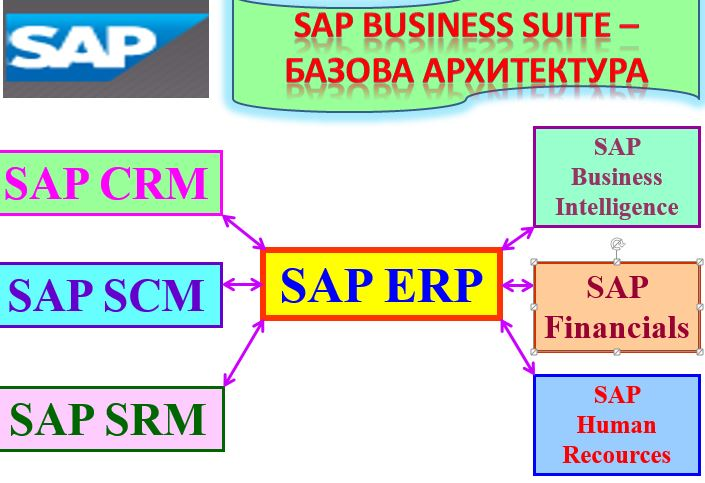 SAP
SAP BUSINESS SUITE –
БАЗОВА АРХИТЕКТУРА
SAP CRM
SAP SCM
SAP SRM
SAP ERP
SAP
Business
Intelligence
SAP
Financials
SAP
Human
Recources